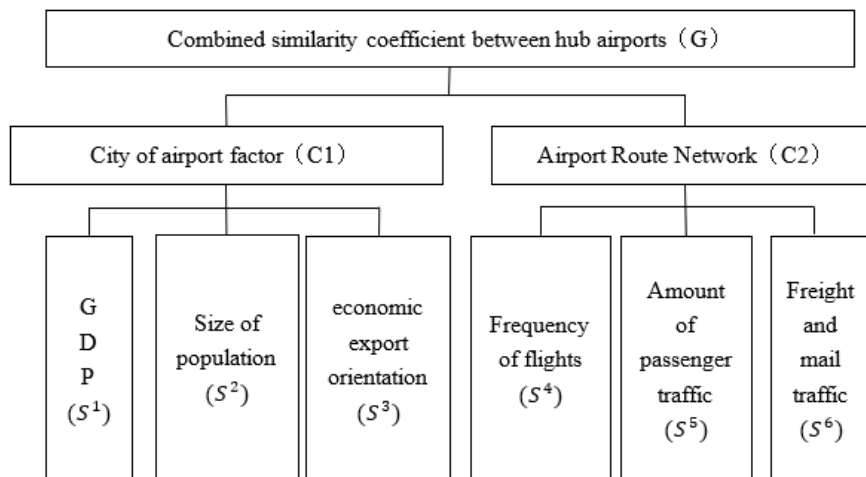 Combined similarity coefficient between hub airports（G）
City of airport factor（C1）
Airport Route Network（C2）
G
D
P
(S¹)
Size of
population
(S²)
economic
export
orientation
(S³)
Frequency
of flights
(S⁴)
Amount
of
passenger
traffic
(S⁵)
Freight
and
mail
traffic
(S⁶)